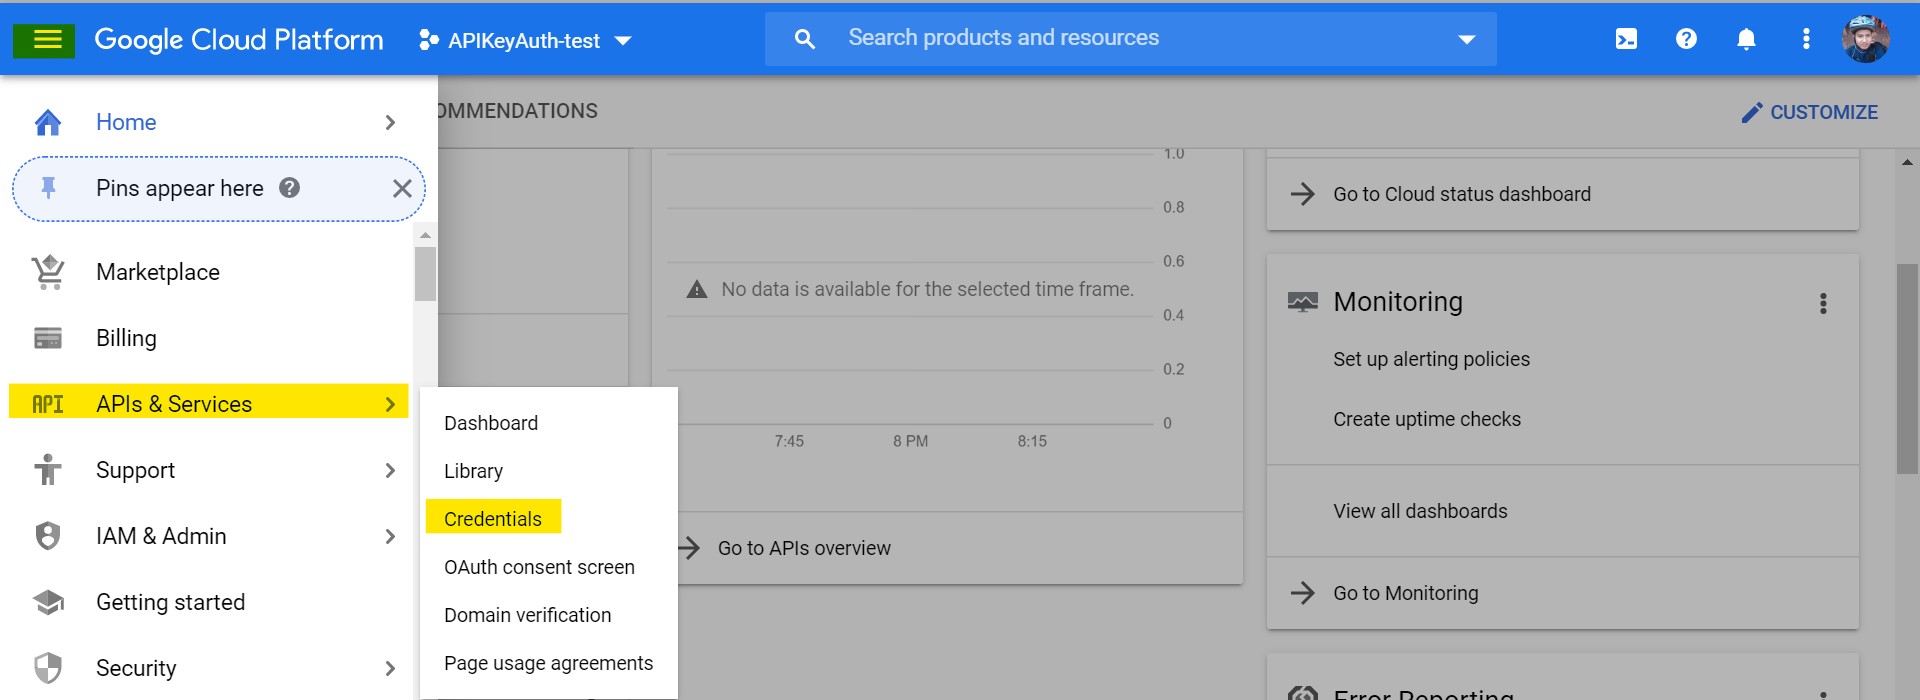 Google Cloud Platform
APIKeyAuth-test
Search products and resources
Home
Pins appear here
Marketplace
Billing
API APIs & Services
Support
IAM & Admin
Getting started
Security
Dashboard
Library
Credentials
OAuth consent screen
Domain verification
Page usage agreements
OMMENDATIONS
CUSTOMIZE
1.0
0.8
0.6
No data is available for the selected time frame.
0.4
0.2
0
7:45 8 PM 8:15
Go to APIs overview
Go to Cloud status dashboard
Monitoring
Set up alerting policies
Create uptime checks
View all dashboards
Go to Monitoring
Error Reporting